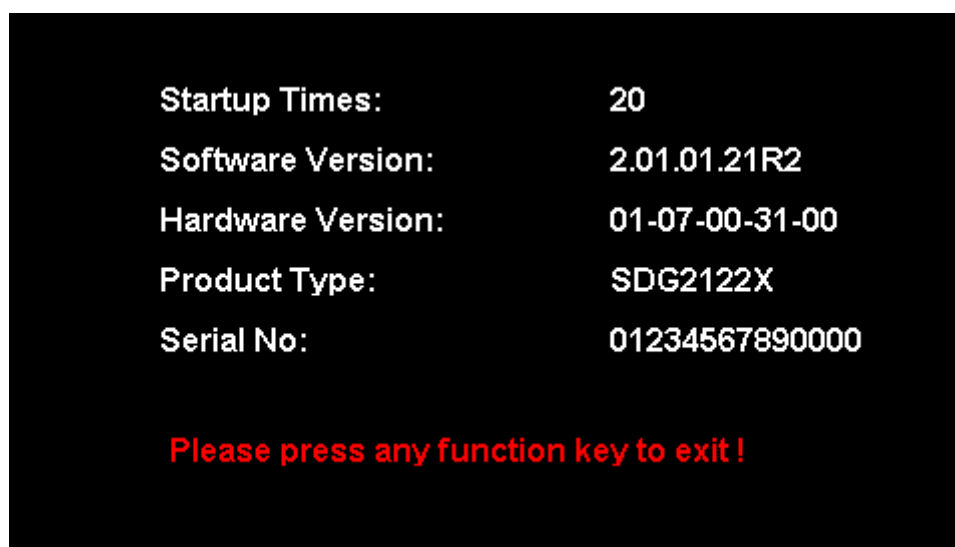 Startup Times: 20
Software Version: 2.01.01.21R2
Hardware Version: 01-07-00-31-00
Product Type: SDG2122X
Serial No: 01234567890000
Please press any function key to exit !